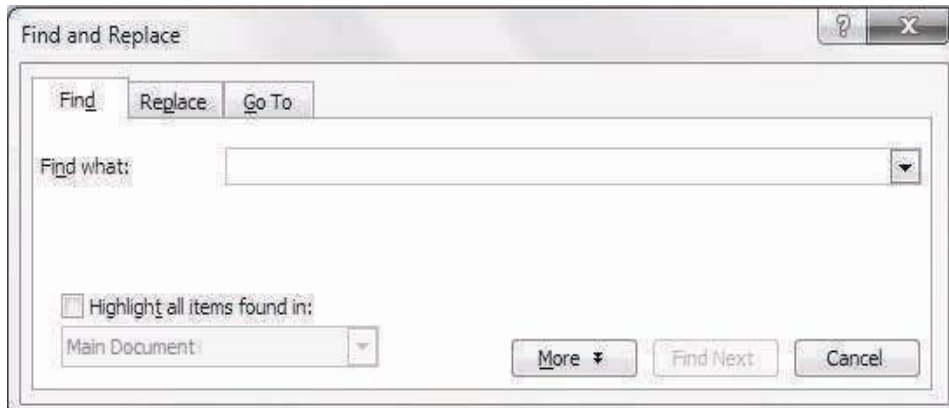 Find and Replace
Find Replace Go To
Find what:
Highlight all items found in:
Main Document
More Find Next Cancel